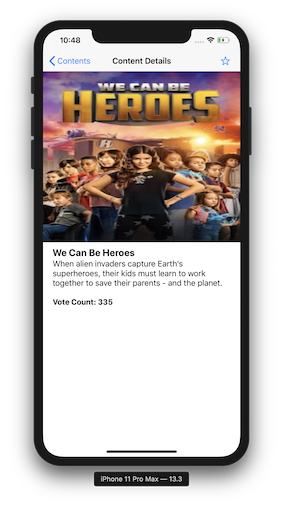 10:48
Contents
Content Details
WE CAN BE
HEROES
We Can Be Heroes
When alien invaders capture Earth's
superheroes, their kids must learn to work
together to save their parents - and the planet.
Vote Count: 335
iPhone 11 Pro Max — 13.3